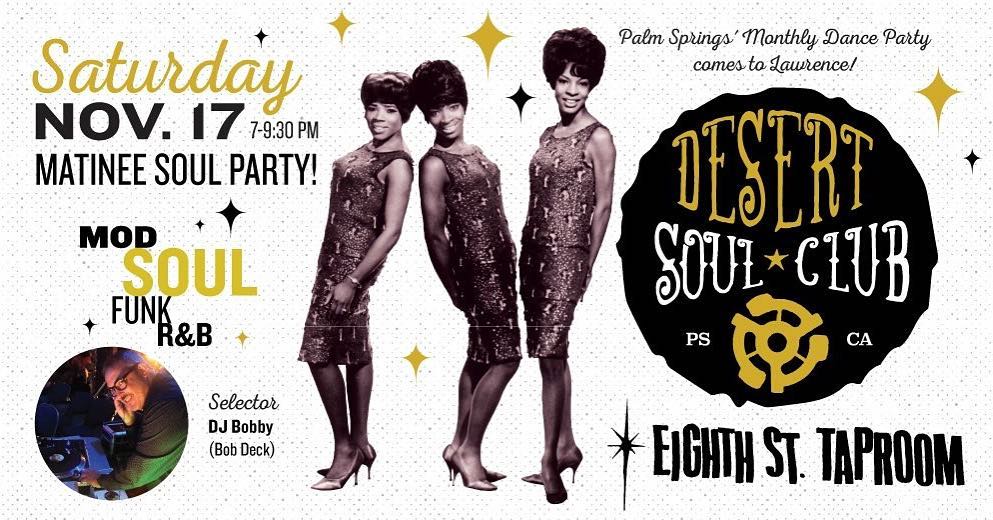 Saturday
NOV. 17 7-9:30 PM
MATINEE SOUL PARTY!
MOD
SOUL
FUNK
R&B
Selector
DJ Bobby
(Bob Deck)
Palm Springs' Monthly Dance Party
comes to Lawrence!
DESERT
SOUL CLUB
PS CA
EIGHTH ST. TAPROOM